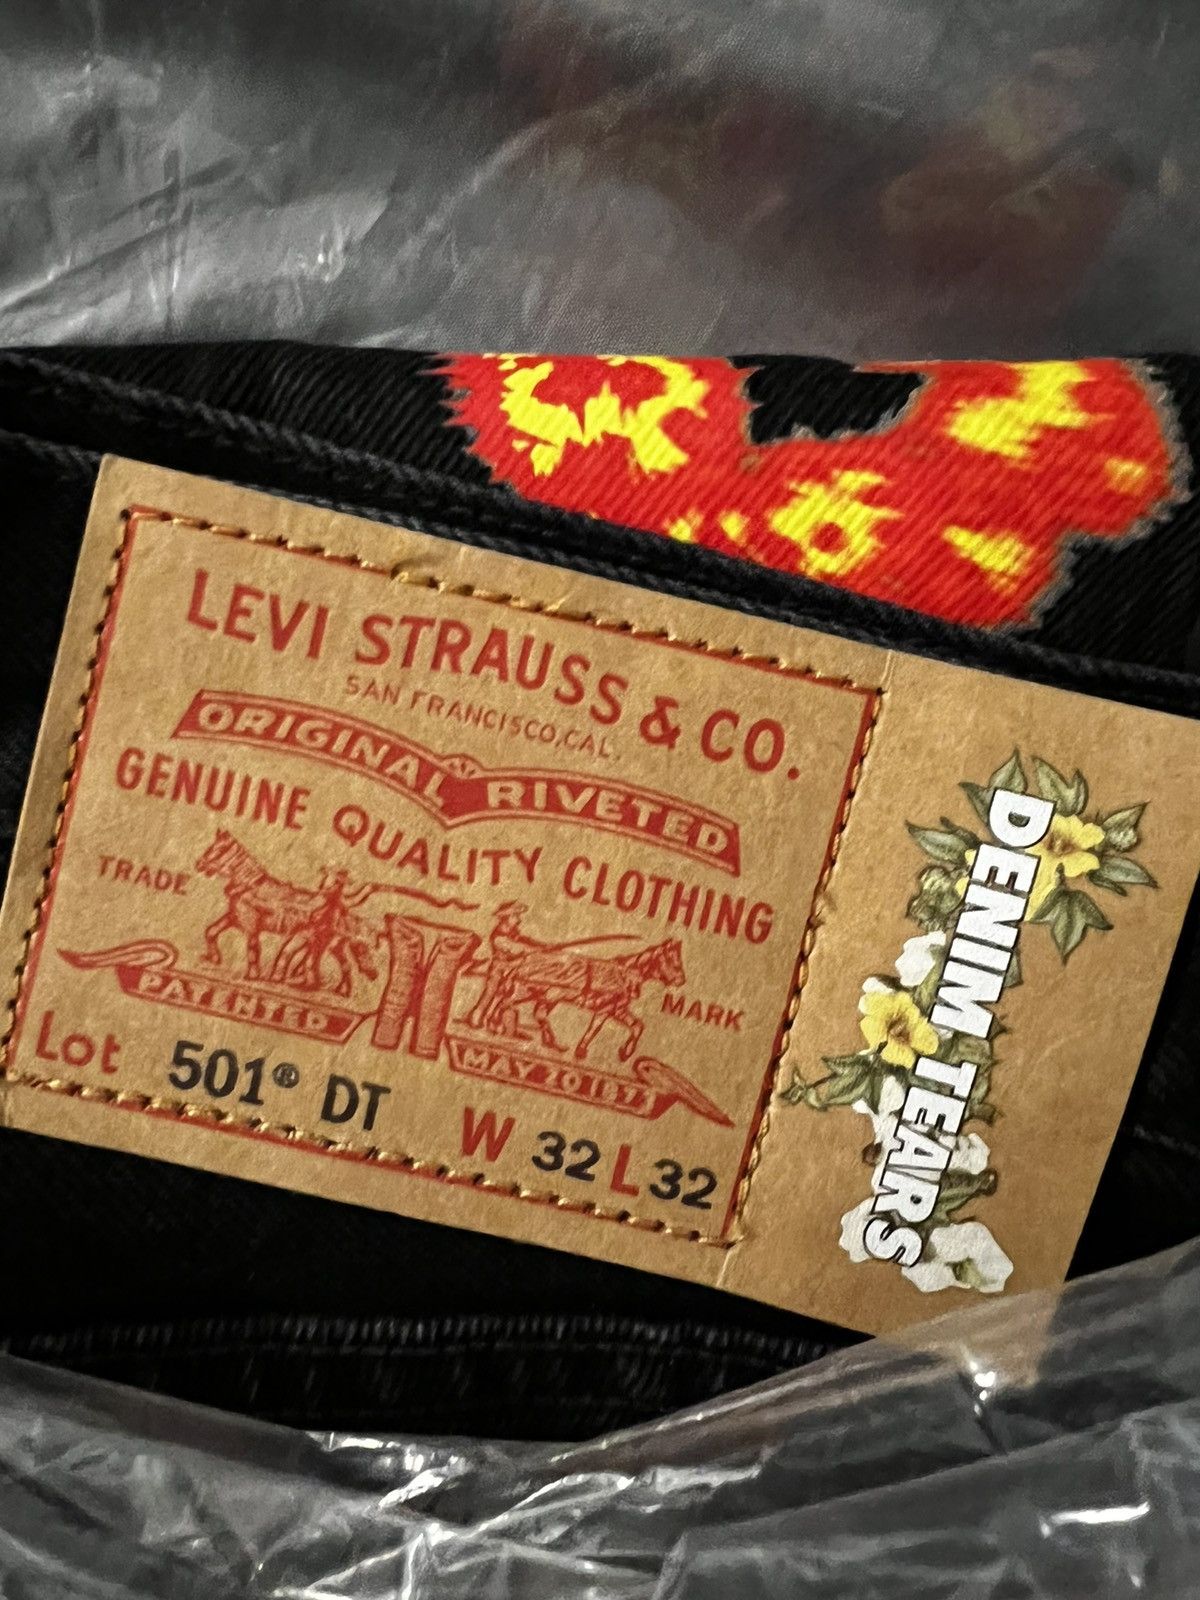 LEVI STRAUSS & CO.
SAN FRANCISCO, CAL.
ORIGINAL RIVETED
GENUINE QUALITY CLOTHING
TRADE MARK
PATENTED MAY 20 1873
Lot 501® DT W 32 L 32
DENIM TEARS